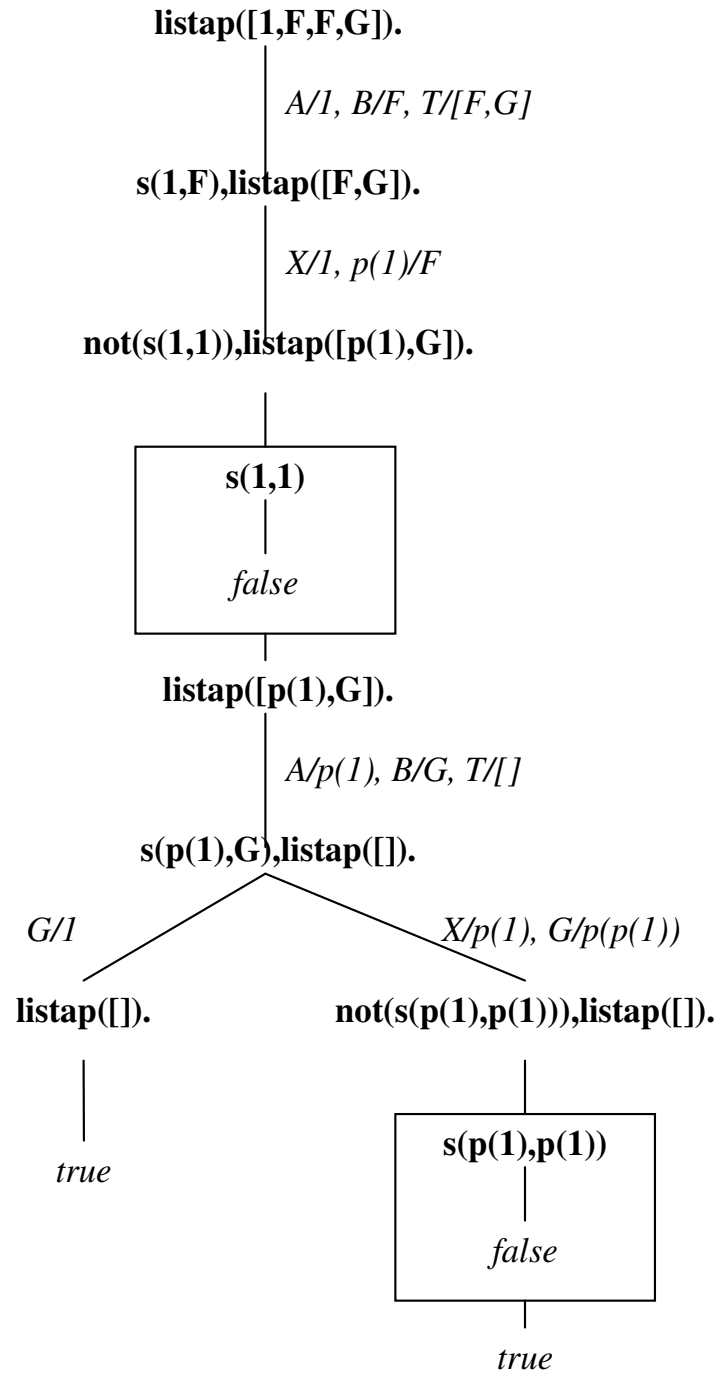 listap([1,F,F,G]).
A/1, B/F, T/[F,G]
s(1,F),listap([F,G]).
X/1, p(1)/F
not(s(1,1)),listap([p(1),G]).
s(1,1)
false
listap([p(1),G]).
A/p(1), B/G, T/[]
s(p(1),G),listap([]).
G/1
X/p(1), G/p(p(1))
listap([]).
not(s(p(1),p(1))),listap([]).
true
s(p(1),p(1))
false
true